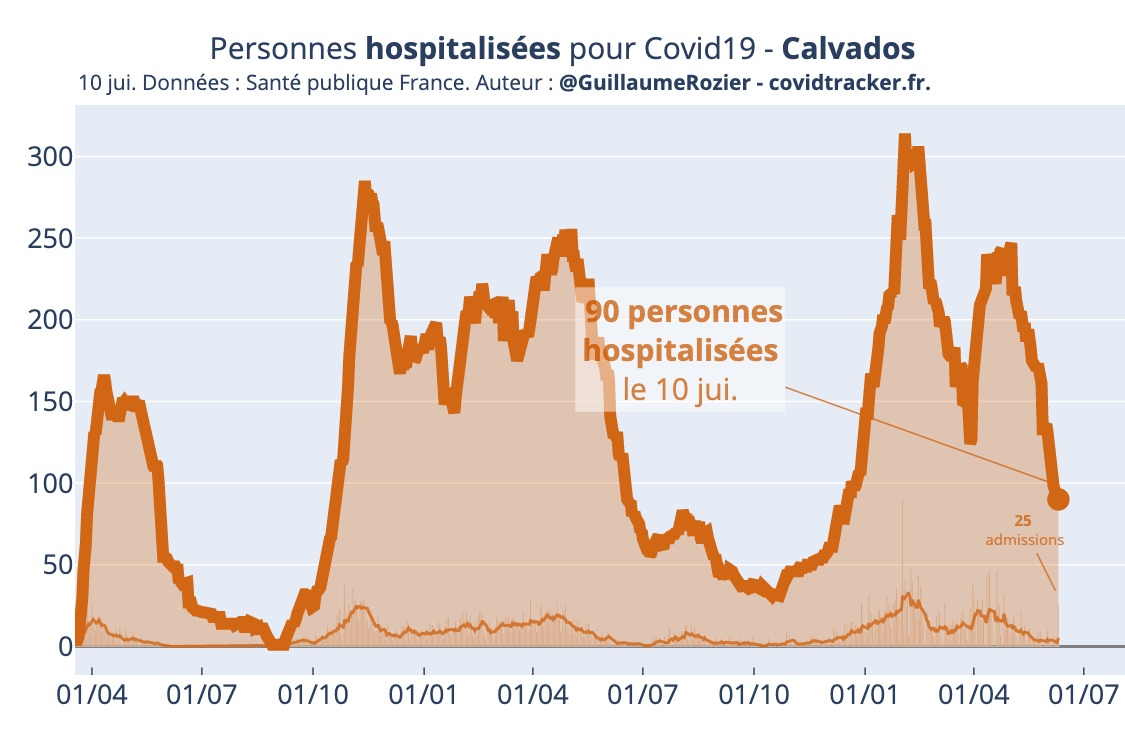 Personnes hospitalisées pour Covid19 - Calvados
10 jui. Données : Santé publique France. Auteur : @GuillaumeRozier - covidtracker.fr.
300
250
200
150
100
50
0
90 personnes
hospitalisées
le 10 jui.
25
admissions
01/04 01/07 01/10 01/01 01/04 01/07 01/10 01/01 01/04 01/07